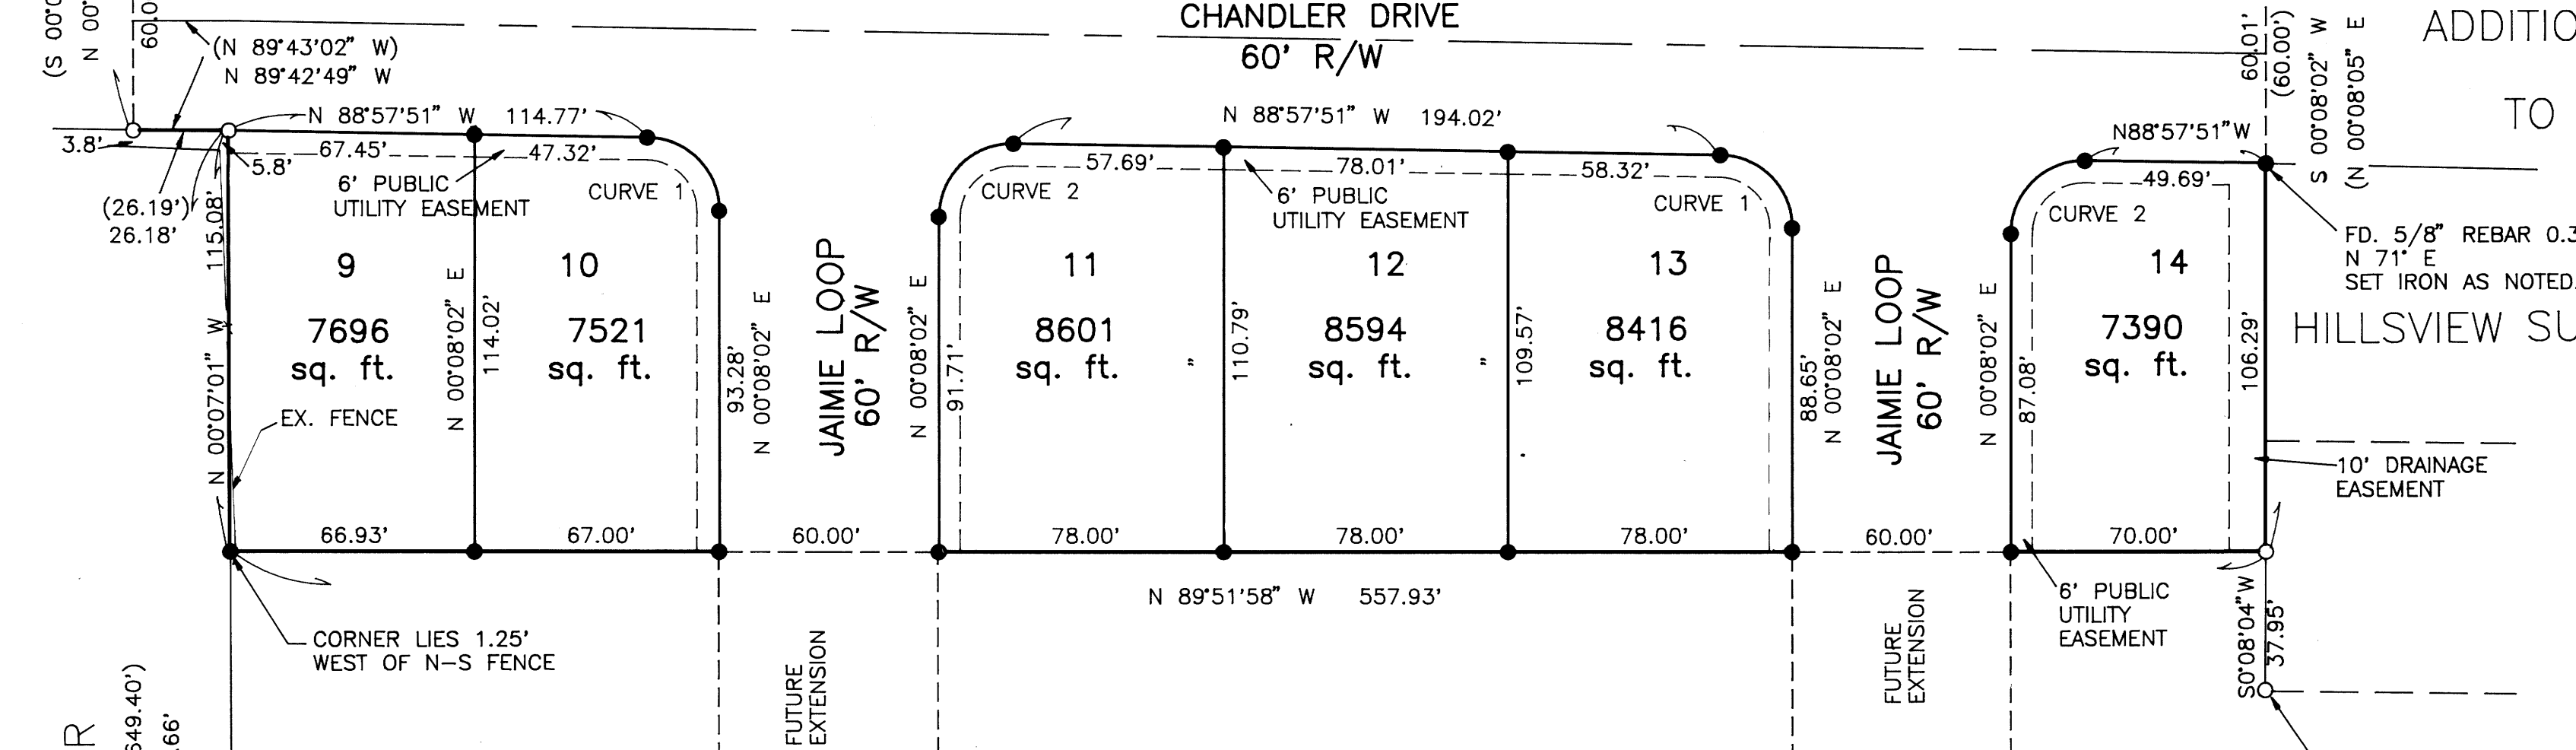 CHANDLER DRIVE
60' R/W
(S 00°0
N 00°
60.0
(N 89°43'02" W)
N 89°42'49" W
60.01'
(60.00')
S 00°08'02" W
(N 00°08'05" E
ADDITIO
TO
HILLSVIEW SU
N 88°57'51" W 114.77'
N 88°57'51" W 194.02'
N88°57'51"W
3.8'
5.8'
67.45'
47.32'
57.69'
78.01'
58.32'
49.69'
6' PUBLIC
UTILITY EASEMENT
CURVE 1
CURVE 2
6' PUBLIC
UTILITY EASEMENT
CURVE 1
CURVE 2
(26.19')
26.18'
115.08'
N 00°07'01" W
FD. 5/8" REBAR 0.3
N 71° E
SET IRON AS NOTED.
9
7696
sq. ft.
N 00°08'02" E
114.02'
10
7521
sq. ft.
93.28'
N 00°08'02" E
JAIMIE LOOP
60' R/W
N 00°08'02" E
91.71'
11
8601
sq. ft.
"
110.79'
12
8594
sq. ft.
"
109.57'
13
8416
sq. ft.
88.65'
N 00°08'02" E
JAIMIE LOOP
60' R/W
N 00°08'02" E
87.08'
14
7390
sq. ft.
106.29'
EX. FENCE
10' DRAINAGE
EASEMENT
66.93'
67.00'
60.00'
78.00'
78.00'
78.00'
60.00'
70.00'
N 89°51'58" W 557.93'
CORNER LIES 1.25'
WEST OF N-S FENCE
FUTURE
EXTENSION
FUTURE
EXTENSION
6' PUBLIC
UTILITY
EASEMENT
S0°08'04"W
37.95'
R
649.40')
.66'